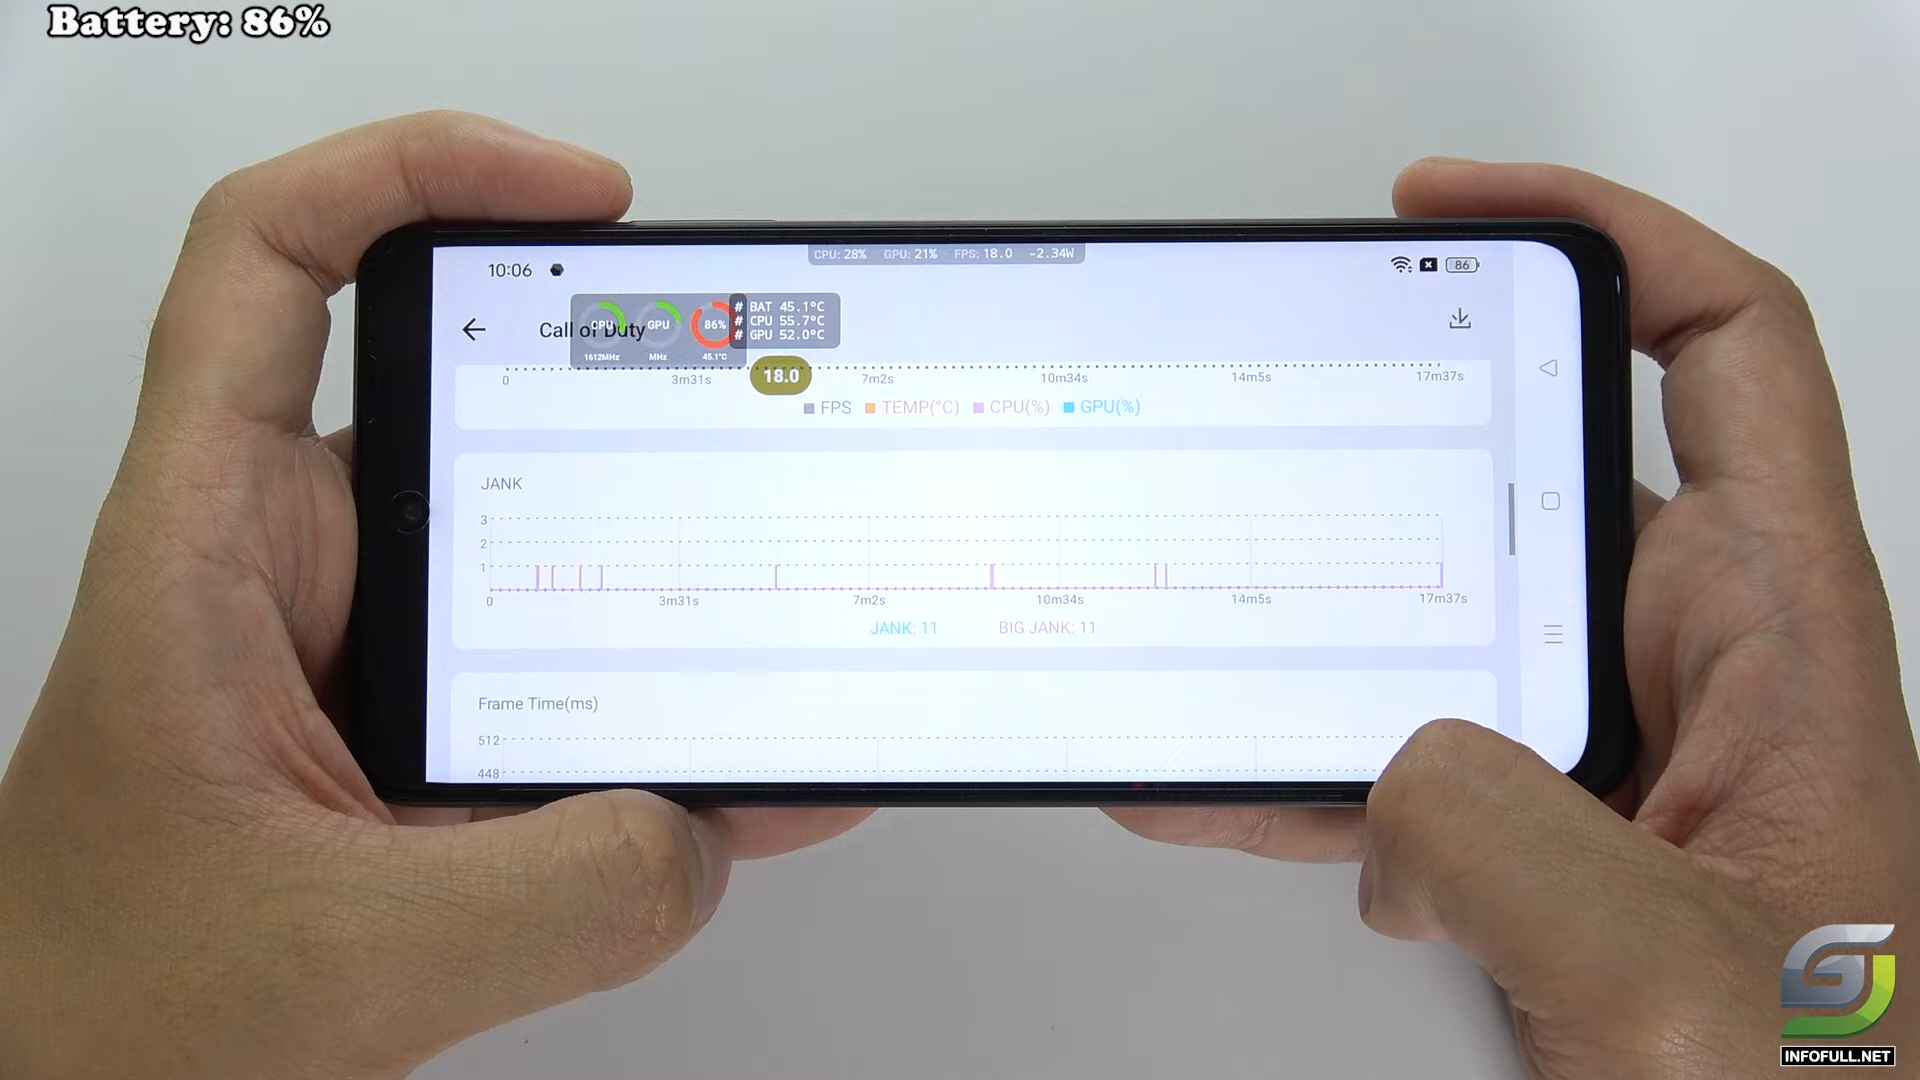 Battery: 86%
CPU: 28% GPU: 21% FPS: 18.0 -2.34W
10:06
86
# BAT 45.1°C
# CPU 55.7°C
# GPU 52.0°C
CPU GPU 86%
Call of Duty
1612MHz MHz 45.1°C
18.0
0 3m31s 7m2s 10m34s 14m5s 17m37s
FPS TEMP(°C) CPU(%) GPU(%)
JANK
3
2
1
0 3m31s 7m2s 10m34s 14m5s 17m37s
JANK: 11 BIG JANK: 11
Frame Time(ms)
512
448
INFOFULL.NET